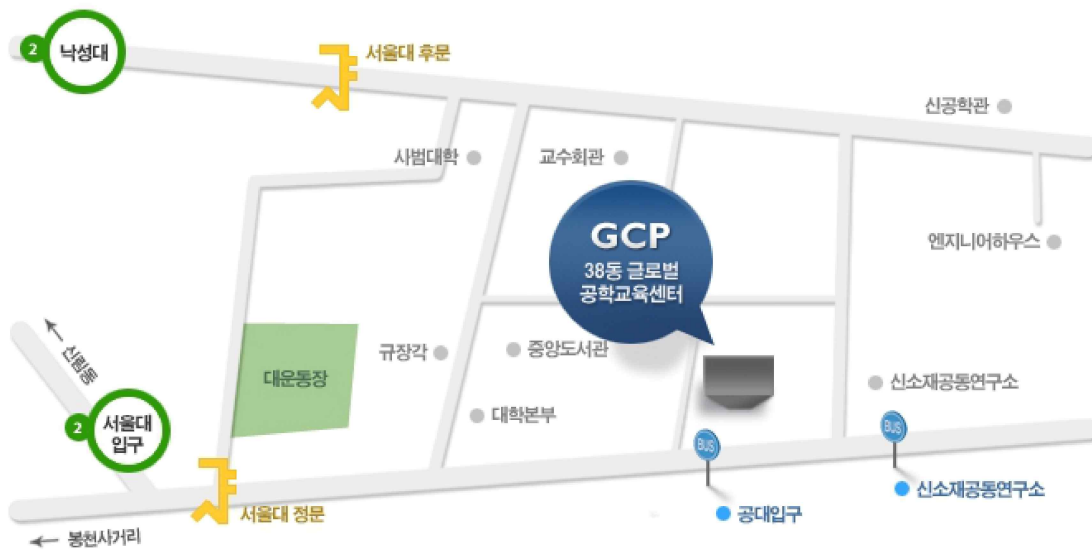 2
낙성대
서울대 후문
신공학관
사범대학
교수회관
GCP
38동 글로벌
공학교육센터
엔지니어하우스
신림동
규장각
중앙도서관
대운동장
신소재공동연구소
2
서울대
입구
대학본부
BUS
BUS
서울대 정문
공대입구
신소재공동연구소
봉천사거리